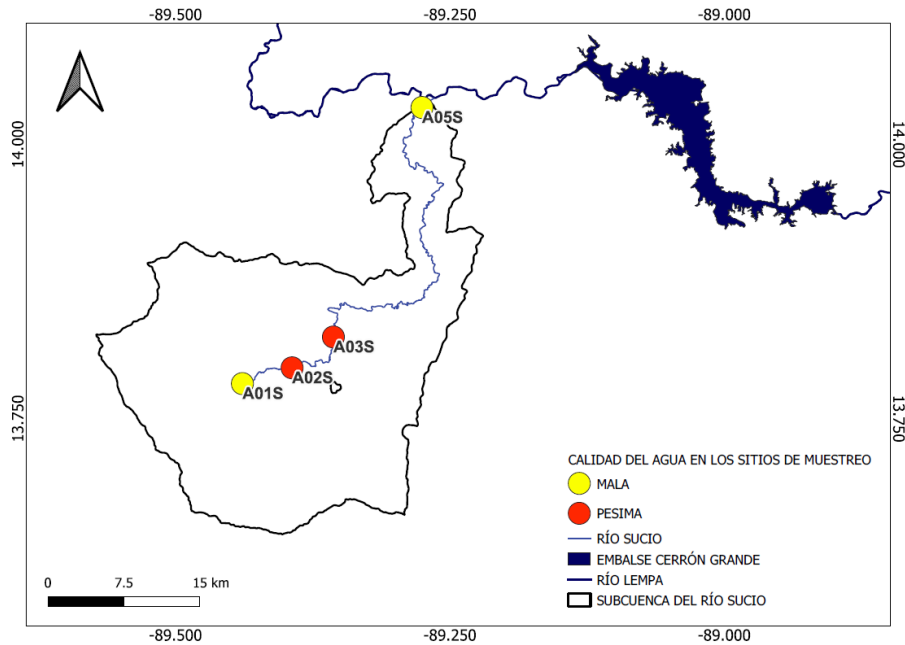 -89.500 -89.250 -89.000
14.000 14.000
A05S
A03S
A02S
A01S
13.750 13.750
CALIDAD DEL AGUA EN LOS SITIOS DE MUESTREO
MALA
PESIMA
RÍO SUCIO
EMBALSE CERRÓN GRANDE
RÍO LEMPA
SUBCUENCA DEL RÍO SUCIO
0 7.5 15 km
-89.500 -89.250 -89.000